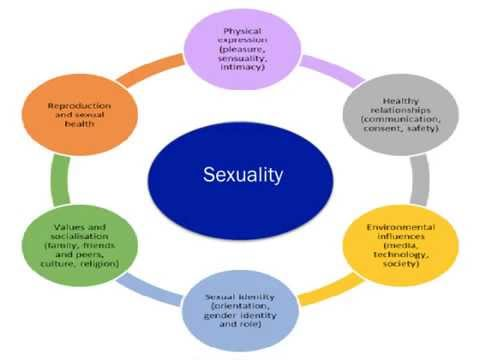 Physical
expression
(pleasure,
sensuality,
intimacy)
Healthy
relationships
(communication,
consent, safety)
Environmental
influences
(media,
technology,
society)
Sexual identity
(orientation,
gender identity
and role)
Values and
socialisation
(family, friends
and peers,
culture, religion)
Reproduction
and sexual
health
Sexuality